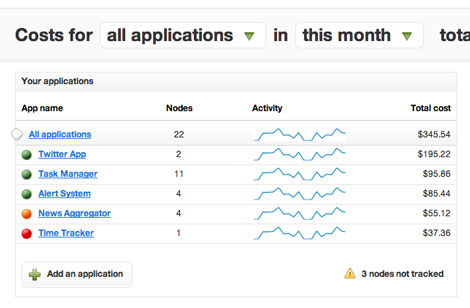 Costs for all applications in this month tota
Your applications
App name Nodes Activity Total cost
All applications 22 $345.54
Twitter App 2 $195.22
Task Manager 11 $95.86
Alert System 4 $85.44
News Aggregator 4 $55.12
Time Tracker 1 $37.36
Add an application 3 nodes not tracked